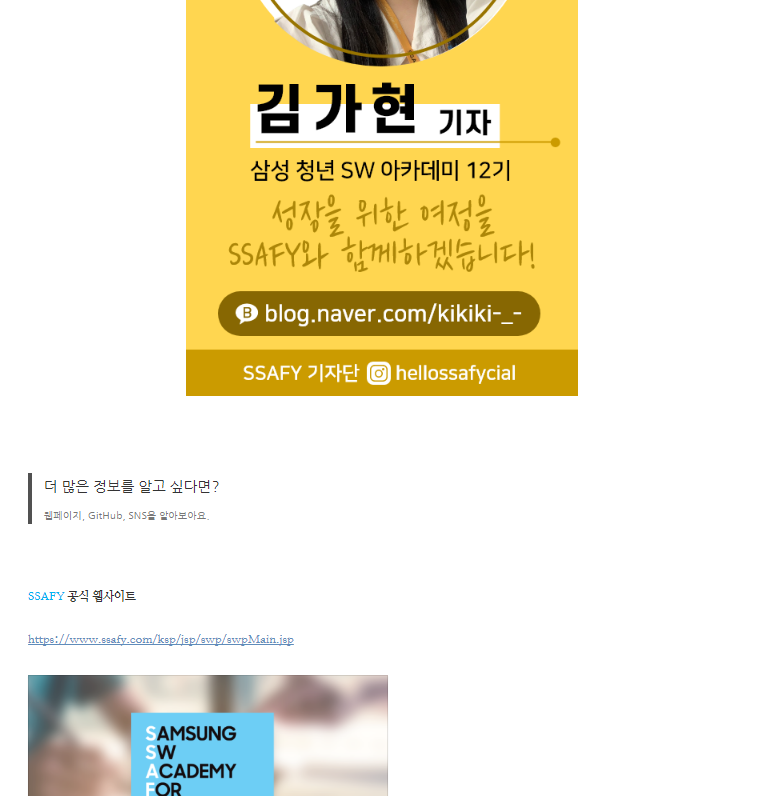 김가현 기자
삼성 청년 SW 아카데미 12기
성장을 위한 여정을
SSAFY와 함께하겠습니다!
B blog.naver.com/kikiki-_-
SSAFY 기자단 hellossafycial
더 많은 정보를 알고 싶다면?
웹페이지, GitHub, SNS을 알아보아요.
SSAFY 공식 웹사이트
https://www.ssafy.com/ksp/jsp/swp/swpMain.jsp
SAMSUNG
SW
ACADEMY
FOR